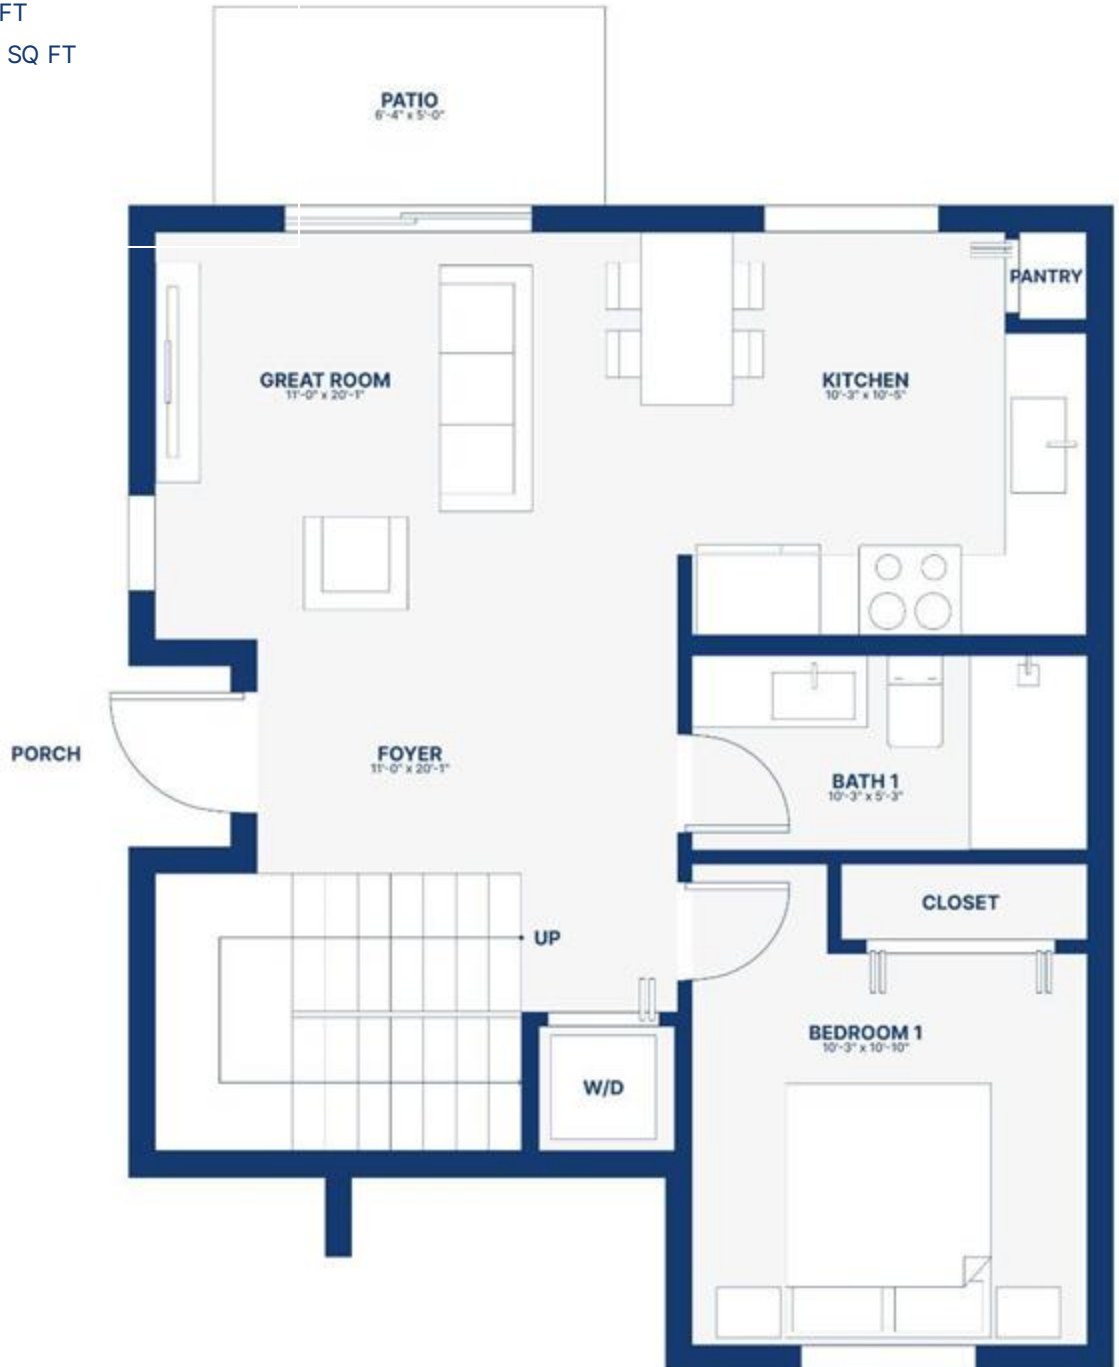 FT
SQ FT
PATIO
6'-4" x 5'-0"
PANTRY
GREAT ROOM
11'-0" x 20'-1"
KITCHEN
10'-3" x 10'-5"
PORCH
FOYER
11'-0" x 20'-1"
BATH 1
10'-3" x 5'-3"
CLOSET
UP
BEDROOM 1
10'-3" x 10'-10"
W/D